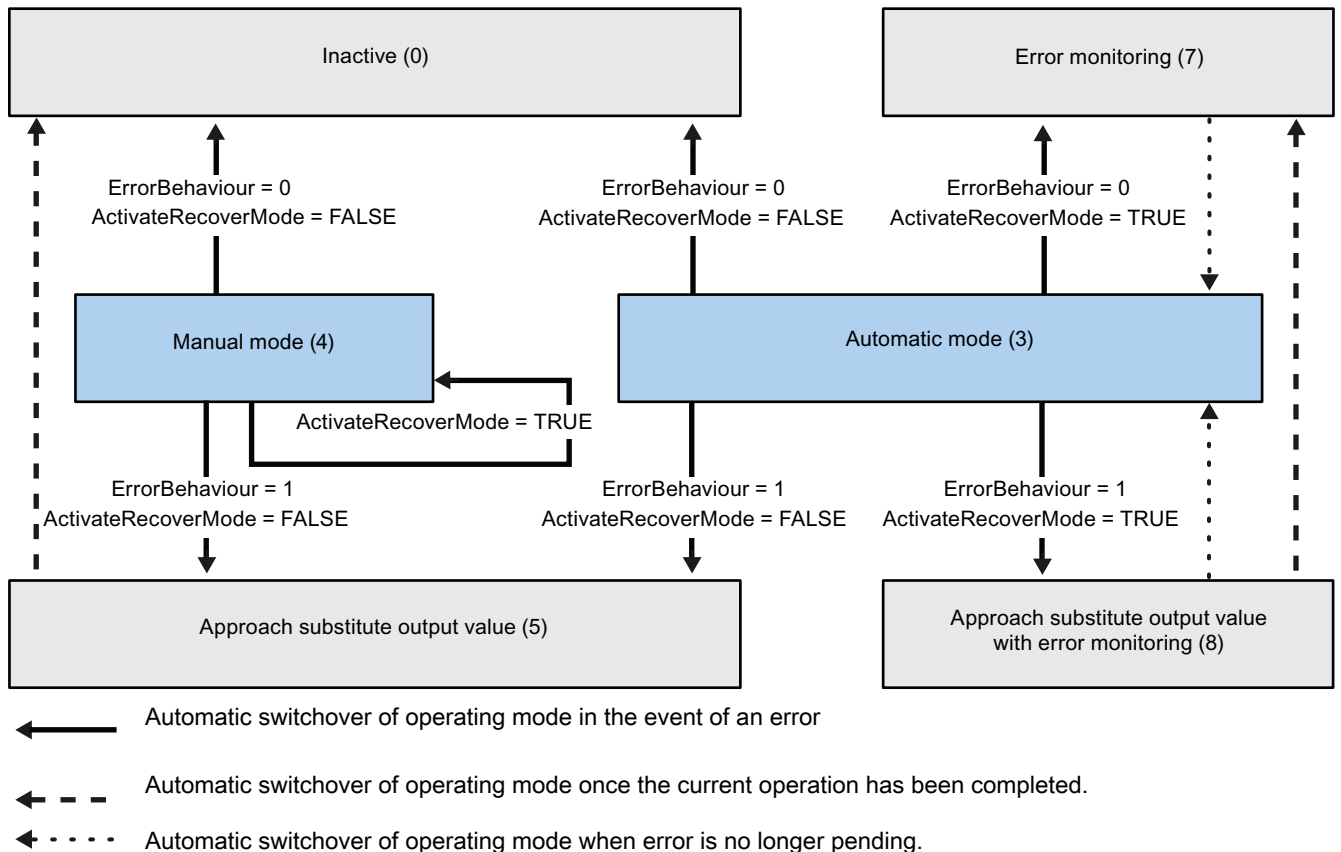 Inactive (0)
Error monitoring (7)
ErrorBehaviour = 0
ActivateRecoverMode = FALSE
ErrorBehaviour = 0
ActivateRecoverMode = FALSE
ErrorBehaviour = 0
ActivateRecoverMode = TRUE
Manual mode (4)
Automatic mode (3)
ActivateRecoverMode = TRUE
ErrorBehaviour = 1
ActivateRecoverMode = FALSE
ErrorBehaviour = 1
ActivateRecoverMode = FALSE
ErrorBehaviour = 1
ActivateRecoverMode = TRUE
Approach substitute output value (5)
Approach substitute output value
with error monitoring (8)
Automatic switchover of operating mode in the event of an error
Automatic switchover of operating mode once the current operation has been completed.
Automatic switchover of operating mode when error is no longer pending.